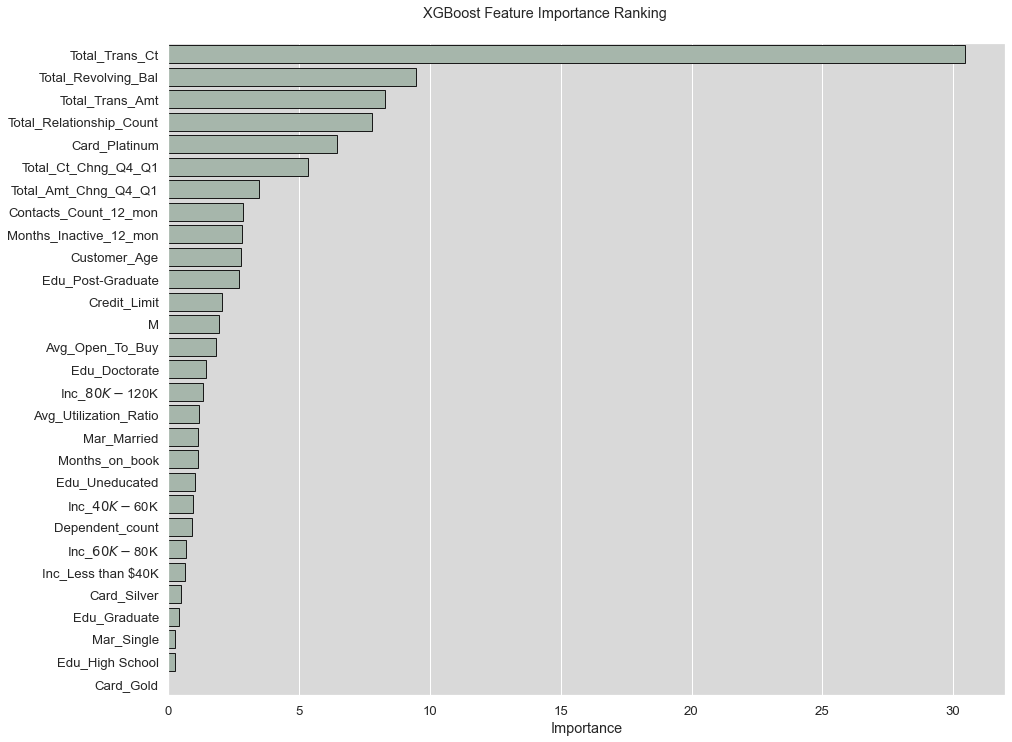 XGBoost Feature Importance Ranking
Total_Trans_Ct
Total_Revolving_Bal
Total_Trans_Amt
Total_Relationship_Count
Card_Platinum
Total_Ct_Chng_Q4_Q1
Total_Amt_Chng_Q4_Q1
Contacts_Count_12_mon
Months_Inactive_12_mon
Customer_Age
Edu_Post-Graduate
Credit_Limit
M
Avg_Open_To_Buy
Edu_Doctorate
Inc_80K − 120K
Avg_Utilization_Ratio
Mar_Married
Months_on_book
Edu_Uneducated
Inc_40K − 60K
Dependent_count
Inc_60K − 80K
Inc_Less than $40K
Card_Silver
Edu_Graduate
Mar_Single
Edu_High School
Card_Gold
0 5 10 15 20 25 30
Importance